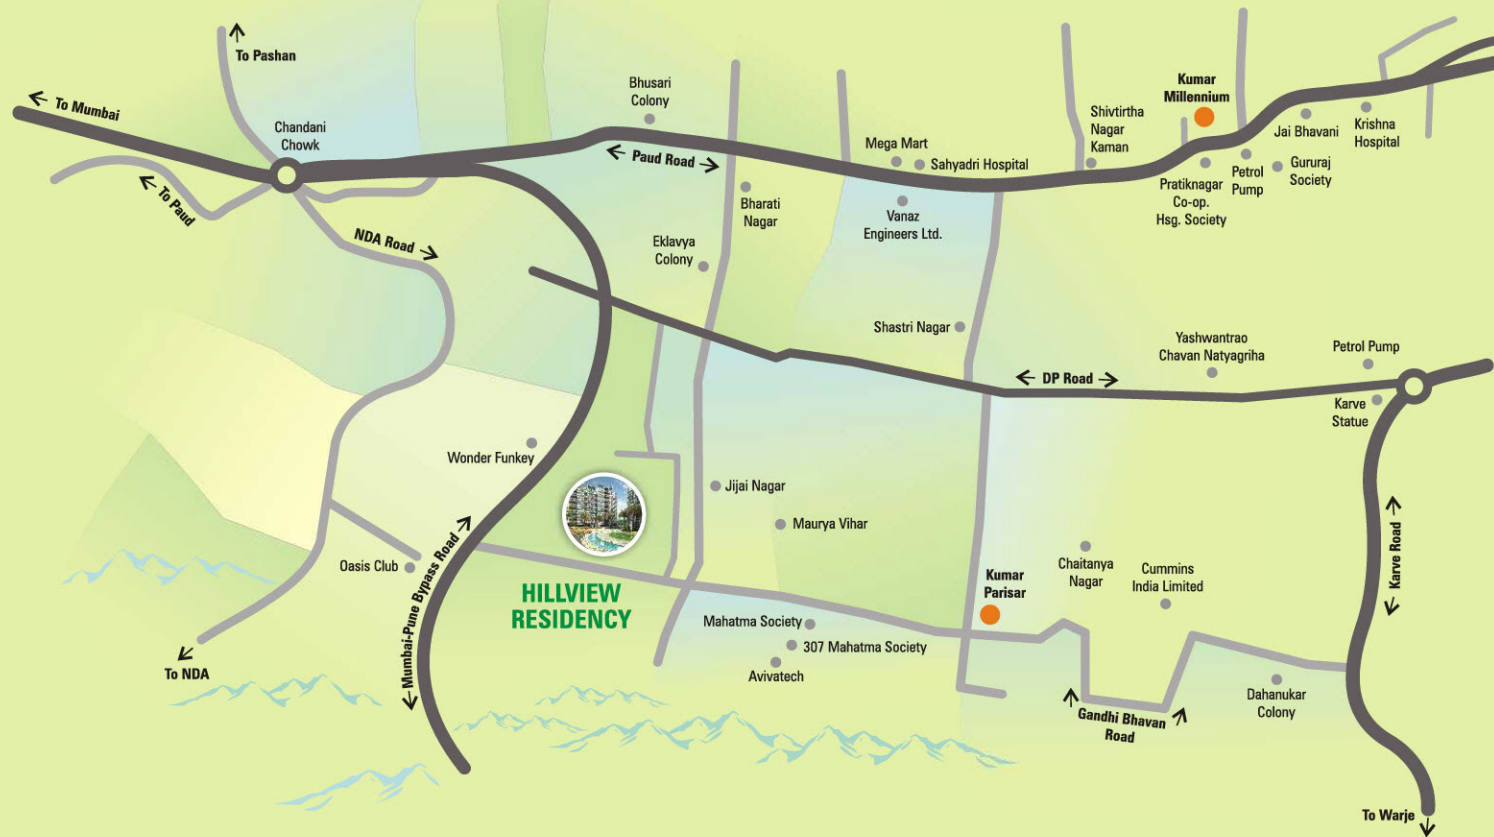 To Pashan
To Mumbai
Chandani
Chowk
To Paud
NDA Road
Bhusari
Colony
Paud Road
Bharati
Nagar
Eklavya
Colony
Mega Mart
Sahyadri Hospital
Vanaz
Engineers Ltd.
Shastri Nagar
Shivtirtha
Nagar
Kaman
Kumar
Millennium
Pratiknagar
Co-op.
Hsg. Society
Petrol
Pump
Jai Bhavani
Gururaj
Society
Krishna
Hospital
DP Road
Yashwantrao
Chavan Natyagriha
Petrol Pump
Karve
Statue
Karve Road
Wonder Funkey
Oasis Club
Mumbai-Pune Bypass Road
HILLVIEW
RESIDENCY
Jijai Nagar
Maurya Vihar
Mahatma Society
307 Mahatma Society
Avivatech
Kumar
Parisar
Chaitanya
Nagar
Cummins
India Limited
Gandhi Bhavan
Road
Dahanukar
Colony
To NDA
To Warje